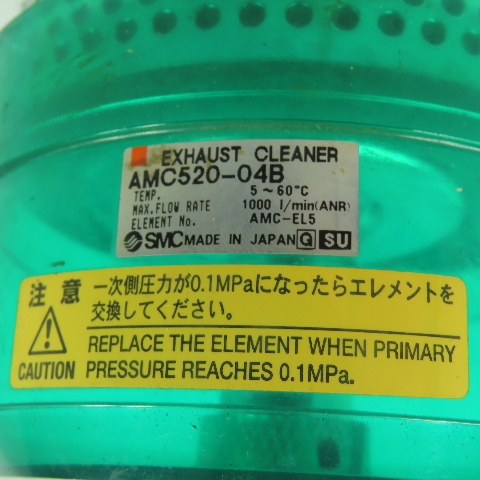 EXHAUST CLEANER
AMC520-04B
TEMP. 5~60°C
MAX.FLOW RATE 1000 l/min(ANR)
ELEMENT No. AMC-EL5
SMC MADE IN JAPAN Q SU
注意 一次側圧力が0.1MPaになったらエレメントを
交換してください。
CAUTION REPLACE THE ELEMENT WHEN PRIMARY
PRESSURE REACHES 0.1MPa.